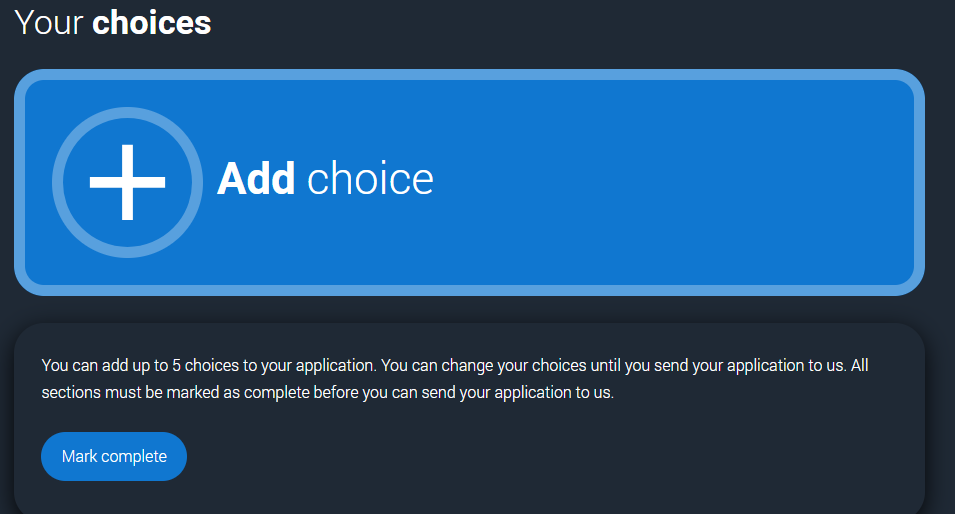 Your choices
Add choice
You can add up to 5 choices to your application. You can change your choices until you send your application to us. All
sections must be marked as complete before you can send your application to us.
Mark complete